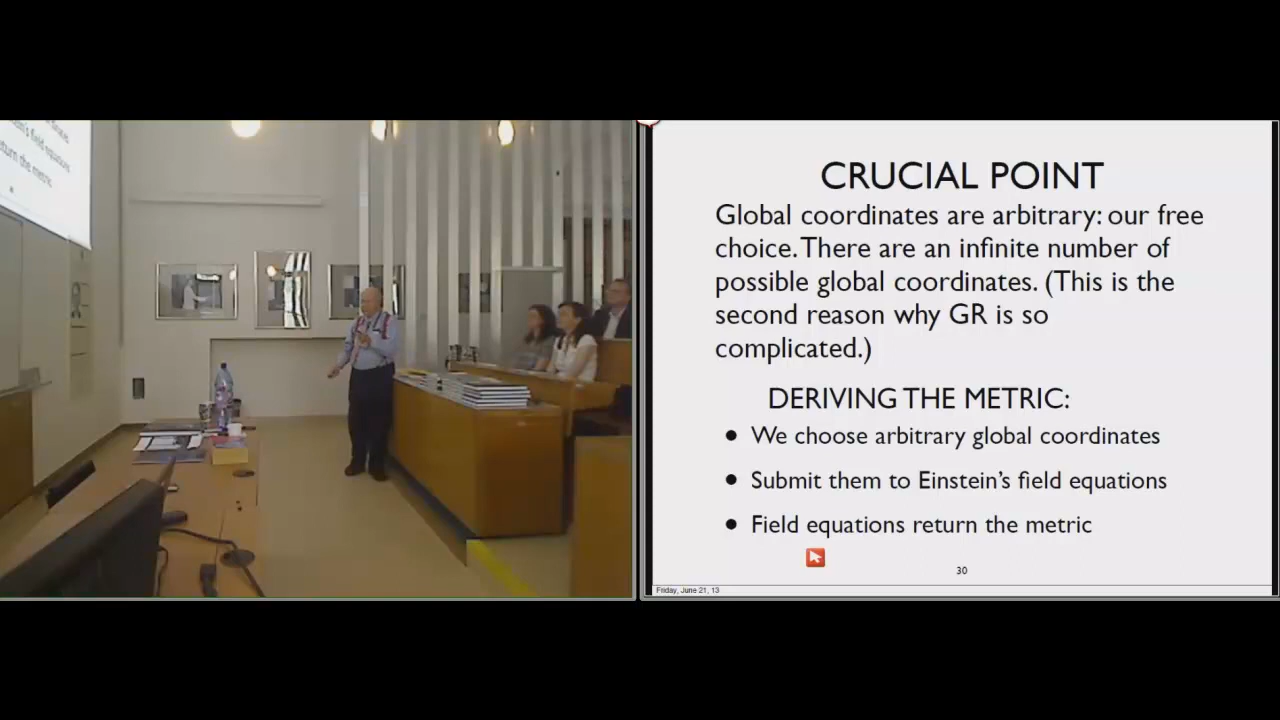 CRUCIAL POINT
Global coordinates are arbitrary: our free
choice. There are an infinite number of
possible global coordinates. (This is the
second reason why GR is so
complicated.)
DERIVING THE METRIC:
• We choose arbitrary global coordinates
• Submit them to Einstein's field equations
• Field equations return the metric
30
Friday, June 21, 13